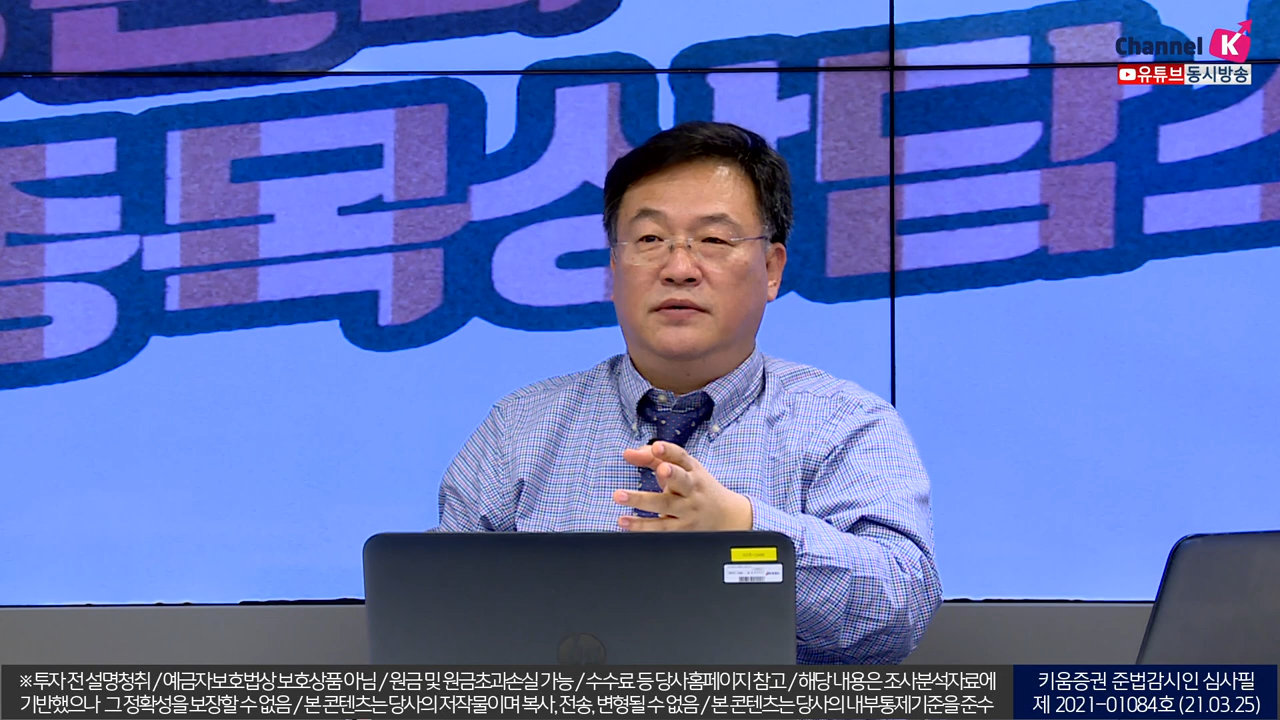 Channel K
유튜브 동시방송
종목상담소
※ 투자 전 설명청취 / 예금자보호법상 보호상품 아님 / 원금 및 원금초과손실 가능 / 수수료 등 당사홈페이지 참고 / 해당 내용은 조사분석자료에
기반했으나 그 정확성을 보장할 수 없음 / 본 콘텐츠는 당사의 저작물이며 복사, 전송, 변형될 수 없음 / 본 콘텐츠는 당사의 내부통제기준을 준수
키움증권 준법감시인 심사필
제 2021-01084호 (21.03.25)